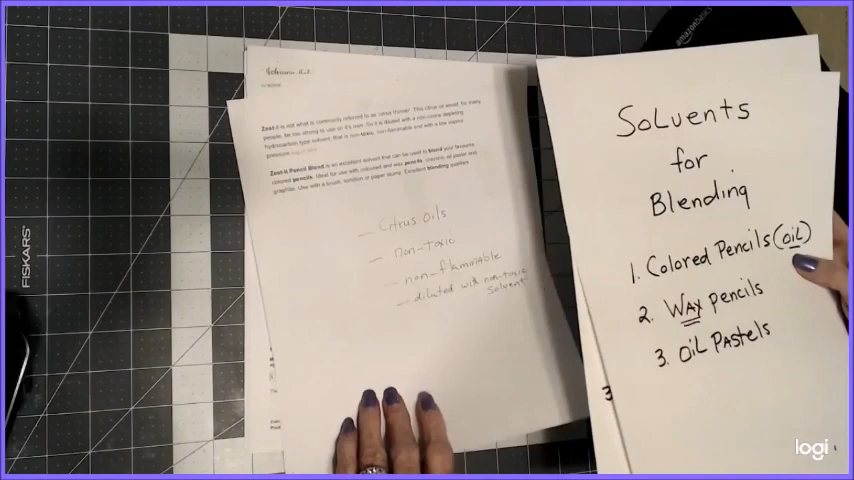 Zest-it is not what is commonly referred to as 'citrus thinner'. This citrus oil would, for many
people, be too strong to use on it's own. So it is diluted with a non-ozone depleting
hydrocarbon type solvent, that is non-toxic, non-flammable and with a low vapour
pressure
Zest-it Pencil Blend is an excellent solvent that can be used to blend your favourite
colored pencils. Ideal for use with coloured and wax pencils, crayons, oil pastel and
graphite. Use with a brush, tortillon or paper stump. Excellent blending qualities
- Citrus oils
- non-toxic
- non-flammable
- diluted with non-toxic
solvent
SoLvents
for
Blending
1. Colored Pencils (oil)
2. WAX pencils
3. OiL PAstels
3
FISKARS
amazonbasics
logi